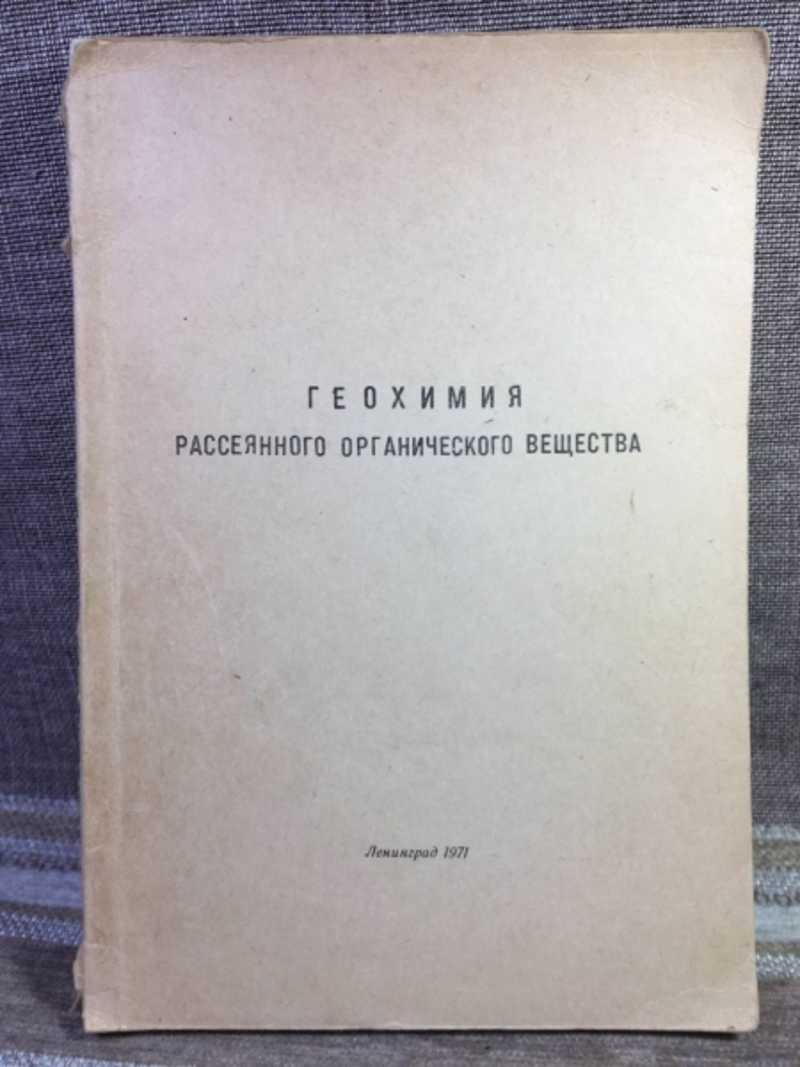 ГЕОХИМИЯ
РАССЕЯННОГО ОРГАНИЧЕСКОГО ВЕЩЕСТВА
Ленинград 1971